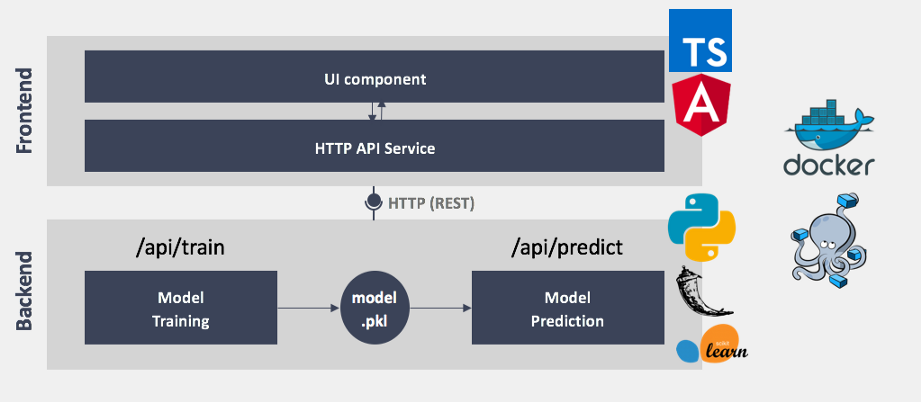 Frontend
UI component
HTTP API Service
TS
A
docker
HTTP (REST)
Backend
/api/train
/api/predict
Model
Training
model
.pkl
Model
Prediction
scikit
learn